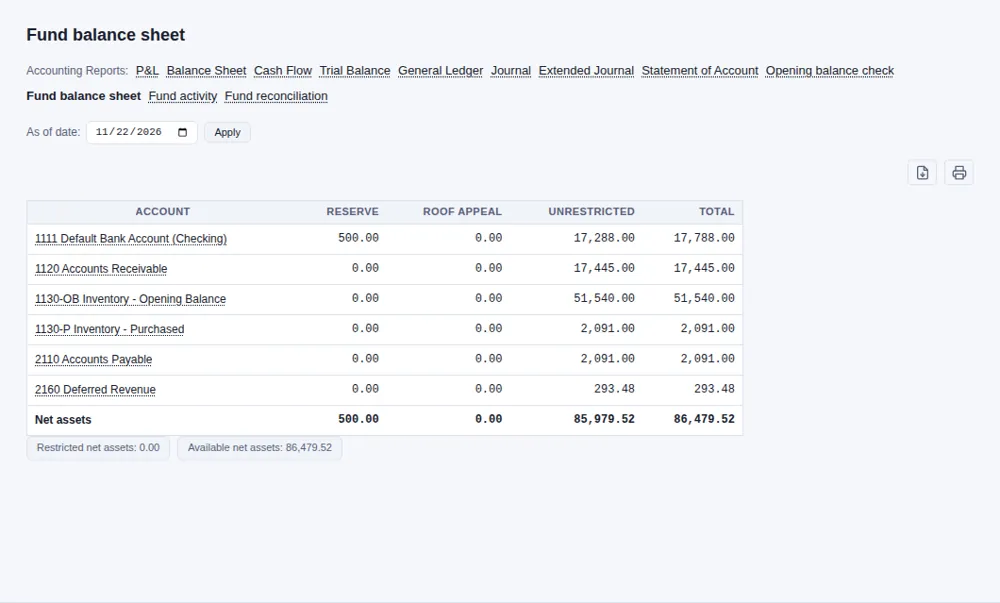 Fund balance sheet
Accounting Reports: P&L Balance Sheet Cash Flow Trial Balance General Ledger Journal Extended Journal Statement of Account Opening balance check
Fund balance sheet Fund activity Fund reconciliation
As of date: 11/22/2026 Apply
ACCOUNT RESERVE ROOF APPEAL UNRESTRICTED TOTAL
1111 Default Bank Account (Checking) 500.00 0.00 17,288.00 17,788.00
1120 Accounts Receivable 0.00 0.00 17,445.00 17,445.00
1130-OB Inventory - Opening Balance 0.00 0.00 51,540.00 51,540.00
1130-P Inventory - Purchased 0.00 0.00 2,091.00 2,091.00
2110 Accounts Payable 0.00 0.00 2,091.00 2,091.00
2160 Deferred Revenue 0.00 0.00 293.48 293.48
Net assets 500.00 0.00 85,979.52 86,479.52
Restricted net assets: 0.00 Available net assets: 86,479.52